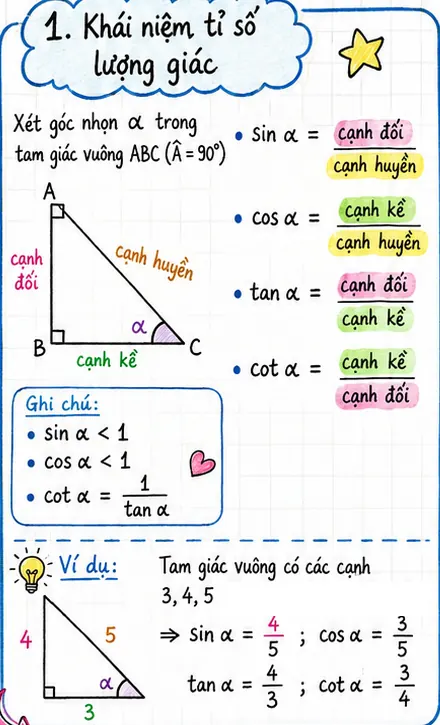 1. Khái niệm tỉ số
lượng giác
Xét góc nhọn α trong
tam giác vuông ABC (Â = 90°)
A
cạnh
đối
cạnh huyền
α
B
C
cạnh kề
• sin α = cạnh đối / cạnh huyền
• cos α = cạnh kề / cạnh huyền
• tan α = cạnh đối / cạnh kề
• cot α = cạnh kề / cạnh đối
Ghi chú:
• sin α < 1
• cos α < 1
• cot α = 1 / tan α
Ví dụ:
Tam giác vuông có các cạnh
3, 4, 5
4
5
α
3
⇒ sin α = 4/5 ; cos α = 3/5
tan α = 4/3 ; cot α = 3/4